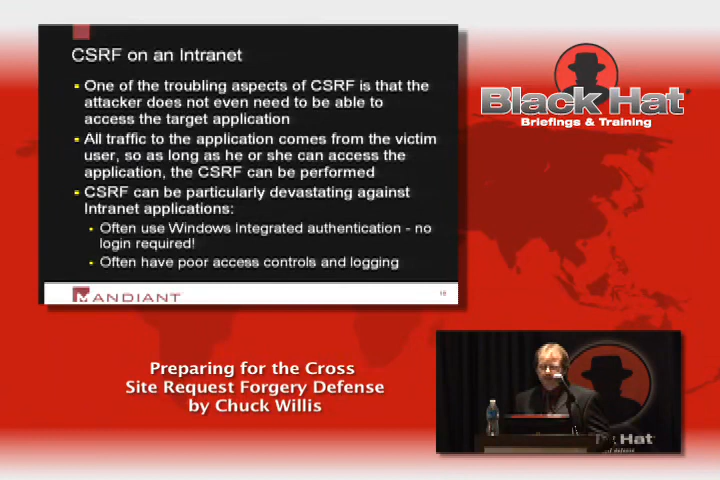 CSRF on an Intranet
One of the troubling aspects of CSRF is that the
attacker does not even need to be able to
access the target application
All traffic to the application comes from the victim
user, so as long as he or she can access the
application, the CSRF can be performed
CSRF can be particularly devastating against
Intranet applications:
Often use Windows Integrated authentication - no
login required!
Often have poor access controls and logging
MANDIANT
Black Hat
Briefings & Training
Preparing for the Cross
Site Request Forgery Defense
by Chuck Willis
Hat